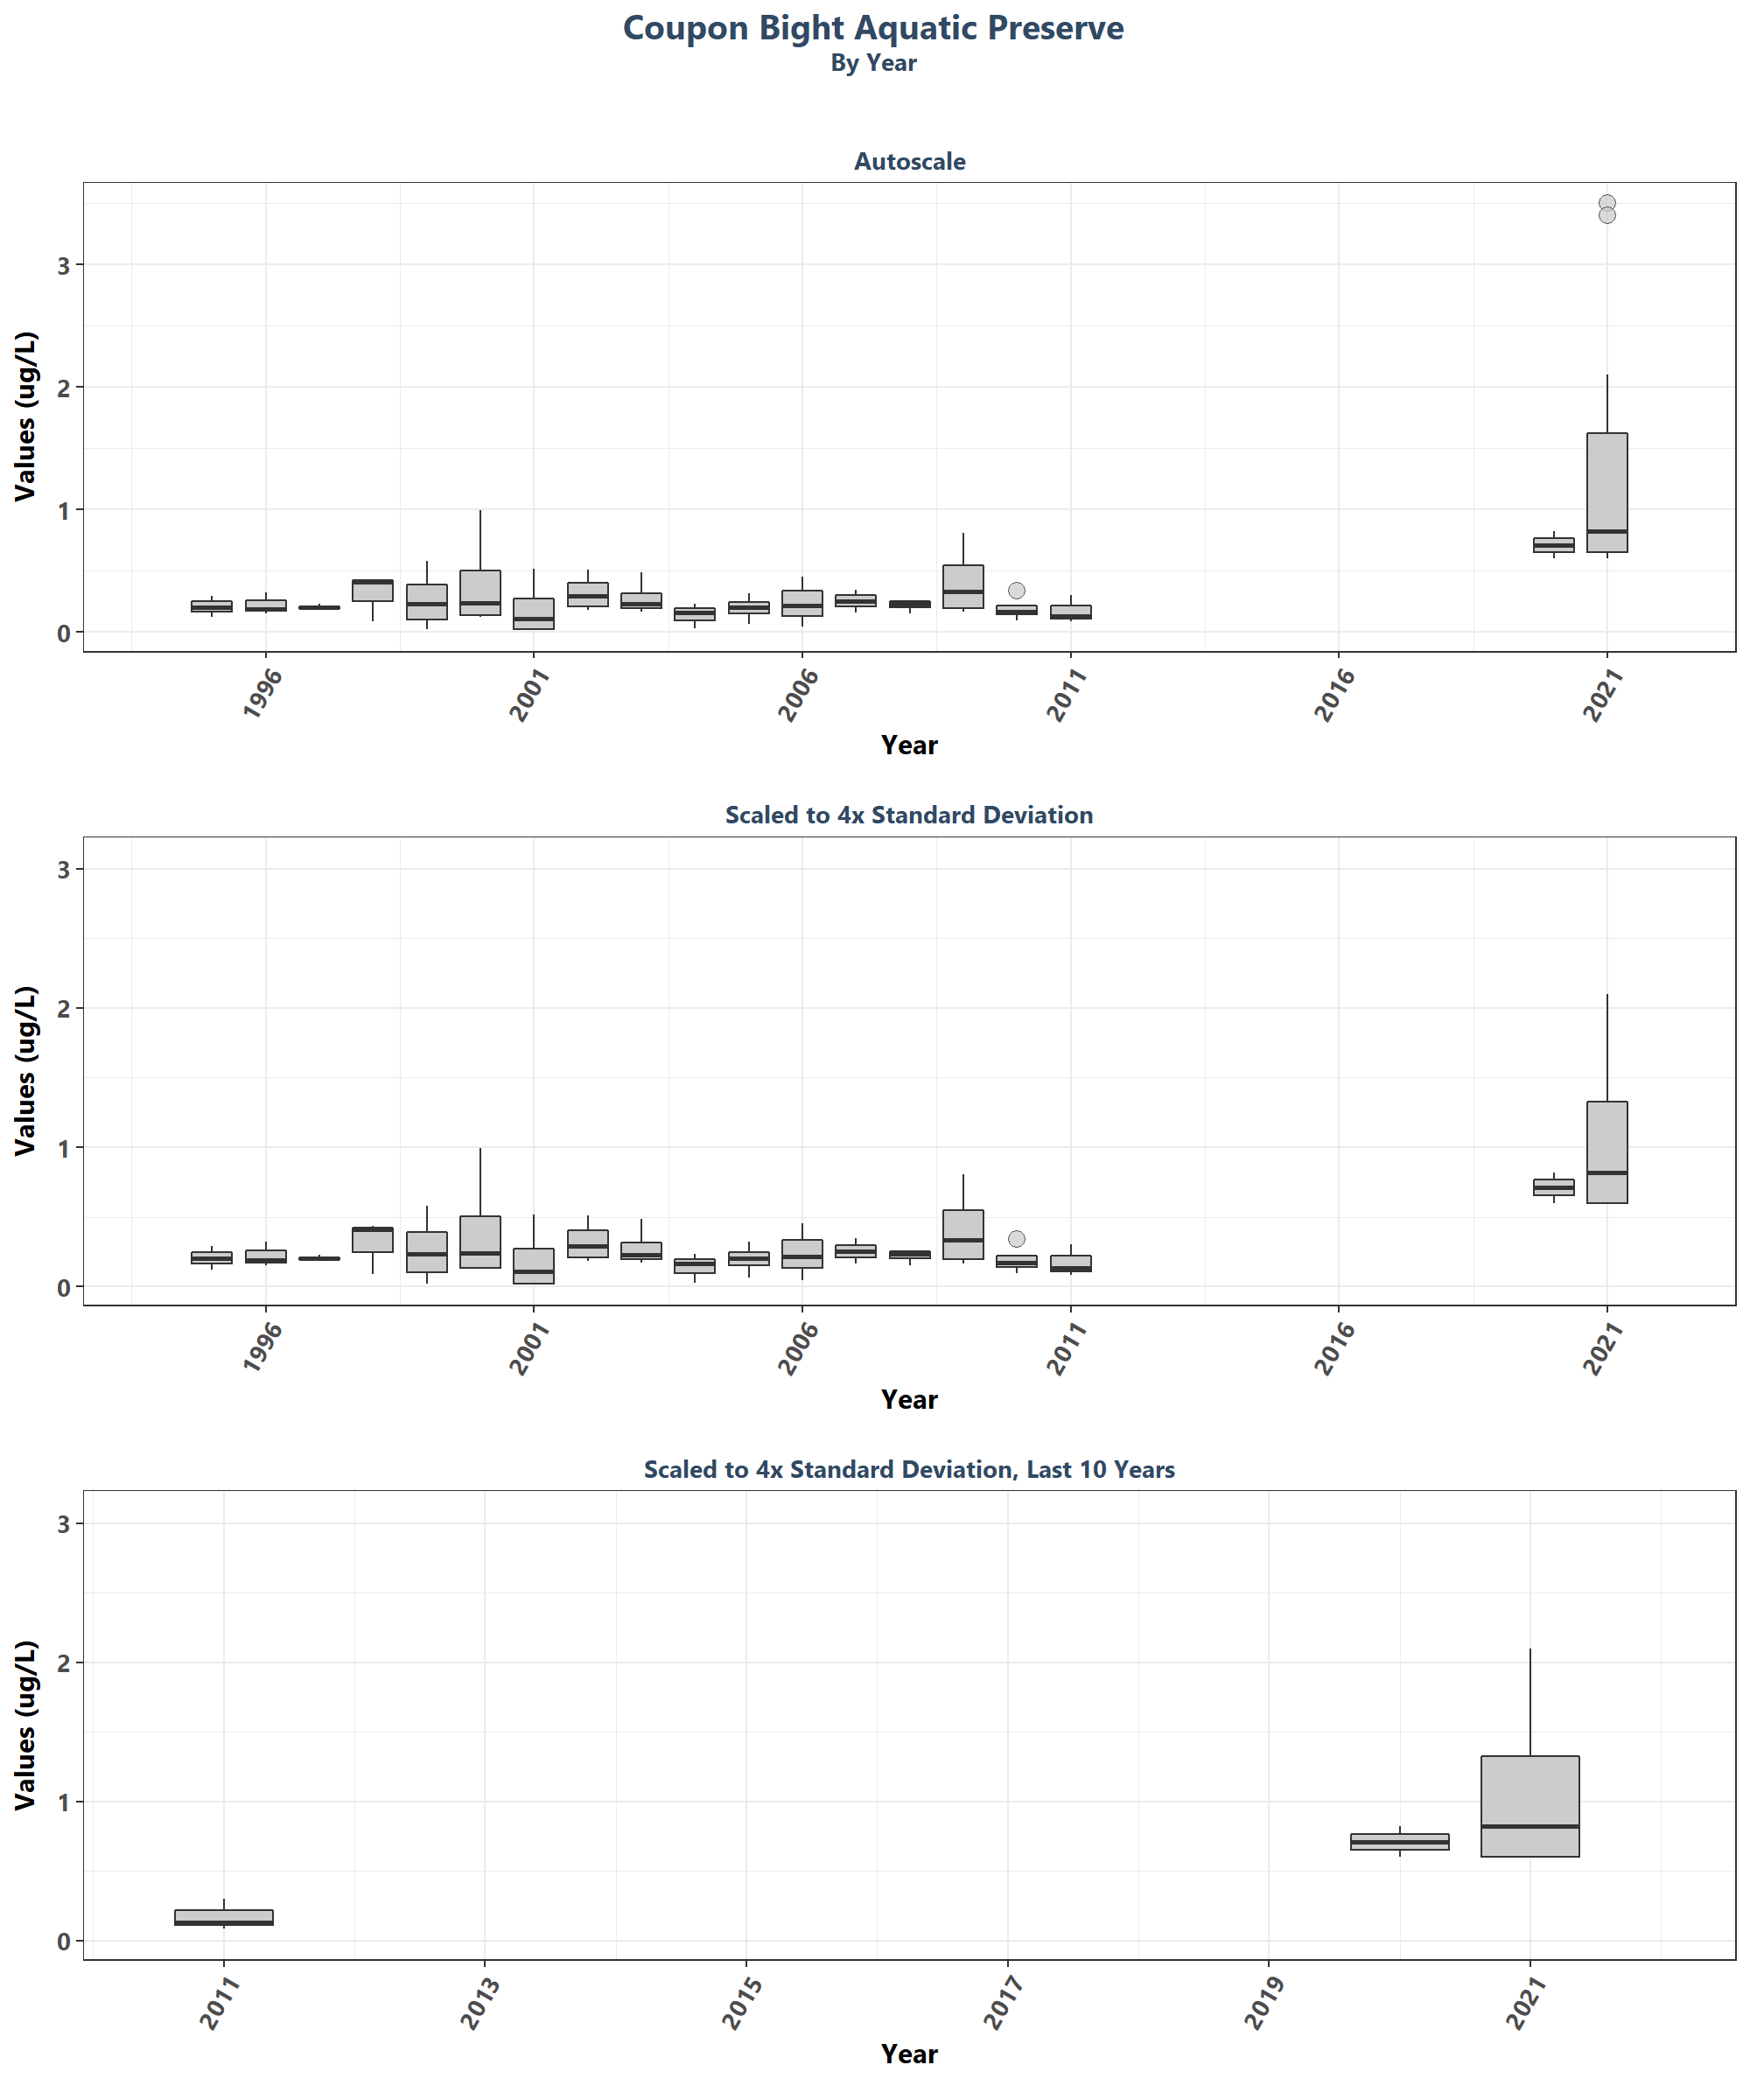 Coupon Bight Aquatic Preserve
By Year
Autoscale
Values (ug/L)
3
2
1
0
1996 2001 2006 2011 2016 2021
Year
Scaled to 4x Standard Deviation
Values (ug/L)
3
2
1
0
1996 2001 2006 2011 2016 2021
Year
Scaled to 4x Standard Deviation, Last 10 Years
Values (ug/L)
3
2
1
0
2011 2013 2015 2017 2019 2021
Year